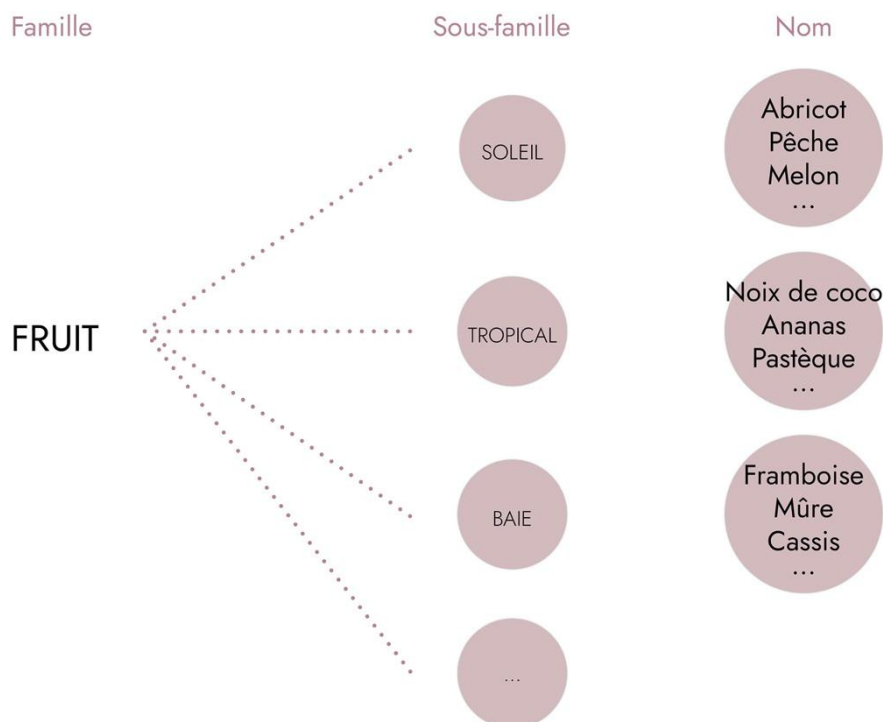 Famille
Sous-famille
Nom
FRUIT
SOLEIL
Abricot
Pêche
Melon
...
TROPICAL
Noix de coco
Ananas
Pastèque
...
BAIE
Framboise
Mûre
Cassis
...
...